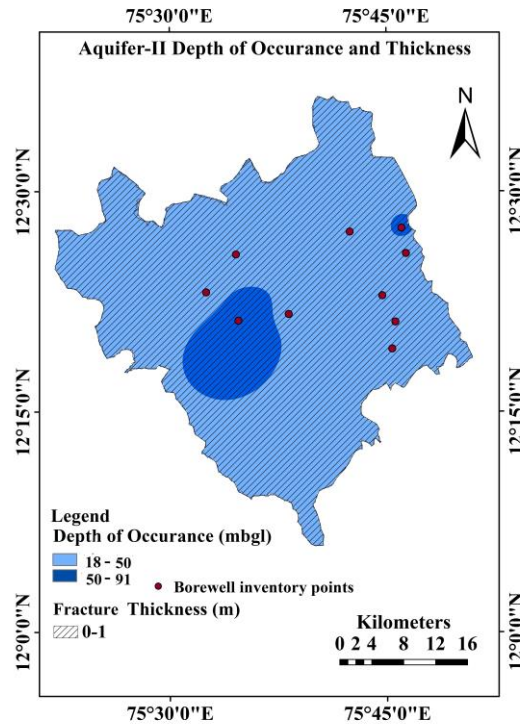 75°30'0"E 75°45'0"E
Aquifer-II Depth of Occurance and Thickness
N
12°30'0"N 12°30'0"N
12°15'0"N 12°15'0"N
Legend
Depth of Occurance (mbgl)
18 - 50
50 - 91
Borewell inventory points
Fracture Thickness (m)
0-1
Kilometers
0 2 4 8 12 16
12°0'0"N 12°0'0"N
75°30'0"E 75°45'0"E